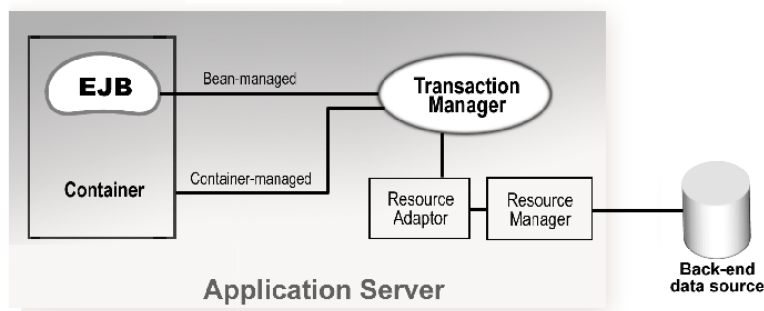 EJB
Bean-managed
Transaction
Manager
Container
Container-managed
Resource
Adaptor
Resource
Manager
Back-end
data source
Application Server